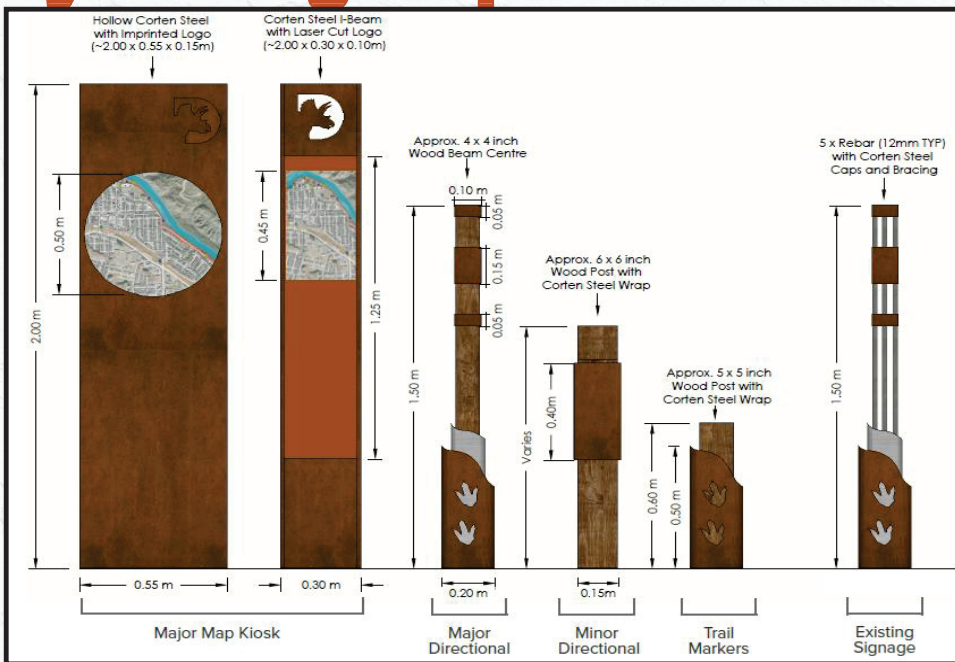 Hollow Corten Steel
with Imprinted Logo
(~2.00 x 0.55 x 0.15m)
Corten Steel I-Beam
with Laser Cut Logo
(~2.00 x 0.30 x 0.10m)
Approx. 4 x 4 inch
Wood Beam Centre
5 x Rebar (12mm TYP)
with Corten Steel
Caps and Bracing
Approx. 6 x 6 inch
Wood Post with
Corten Steel Wrap
Approx. 5 x 5 inch
Wood Post with
Corten Steel Wrap
2.00 m
0.50 m
0.45 m
1.25 m
0.10 m
0.05 m
0.15 m
0.05 m
1.50 m
Varies
0.40m
0.60 m
0.50 m
1.50 m
0.55 m
0.30 m
0.20 m
0.15m
Major Map Kiosk
Major
Directional
Minor
Directional
Trail
Markers
Existing
Signage